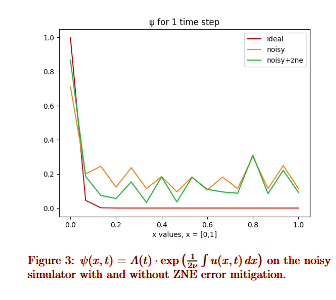 ψ for 1 time step
ideal
noisy
noisy+zne
1.0
0.8
0.6
0.4
0.2
0.0
0.0 0.2 0.4 0.6 0.8 1.0
x values, x = [0,1]
Figure 3: ψ(x, t) = A(t) · exp (1/2ν ∫ u(x, t) dx) on the noisy
simulator with and without ZNE error mitigation.